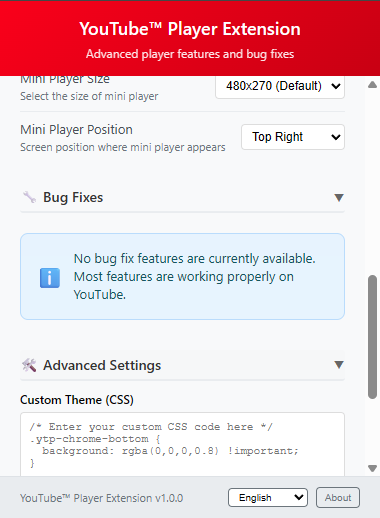 YouTube™ Player Extension
Advanced player features and bug fixes
Mini Player Size
480x270 (Default)
Select the size of mini player
Mini Player Position
Top Right
Screen position where mini player appears
Bug Fixes
No bug fix features are currently available.
Most features are working properly on
YouTube.
Advanced Settings
Custom Theme (CSS)
/* Enter your custom CSS code here */
.ytp-chrome-bottom {
background: rgba(0,0,0,0.8) !important;
}
YouTube™ Player Extension v1.0.0
English
About